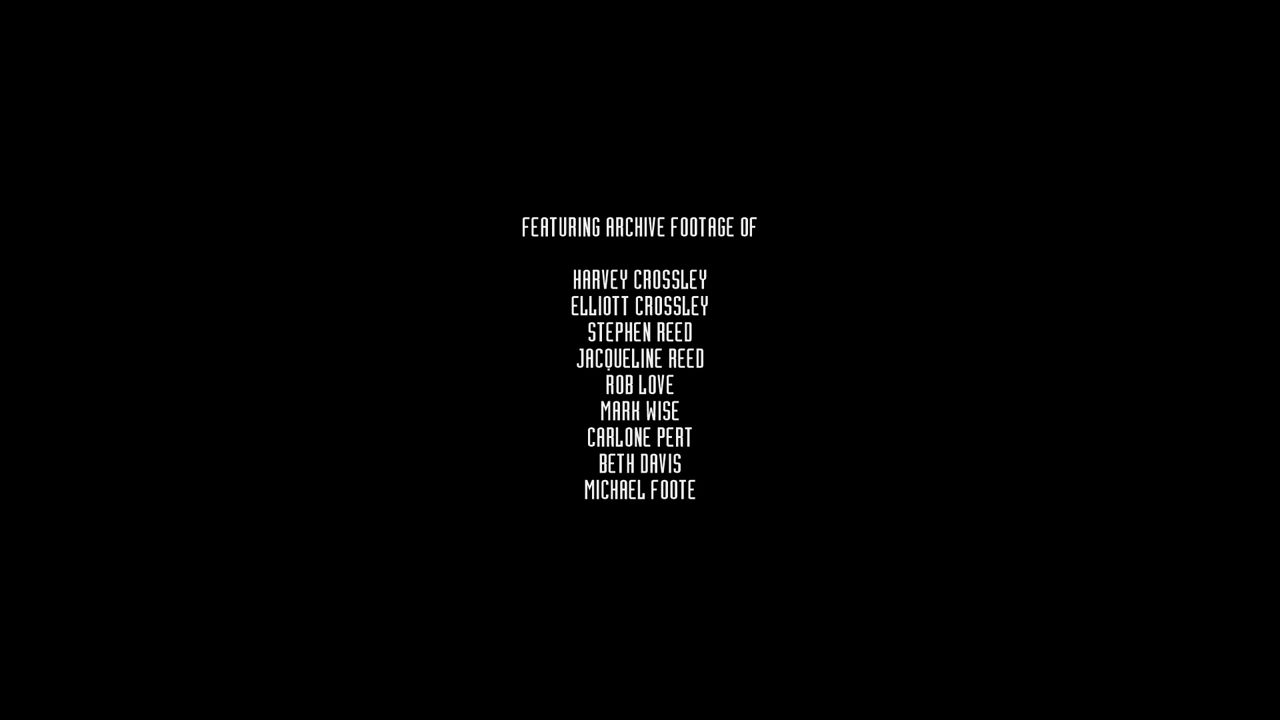 FEATURING ARCHIVE FOOTAGE OF
HARVEY CROSSLEY
ELLIOTT CROSSLEY
STEPHEN REED
JACQUELINE REED
ROB LOVE
MARK WISE
CARLONE PERT
BETH DAVIS
MICHAEL FOOTE